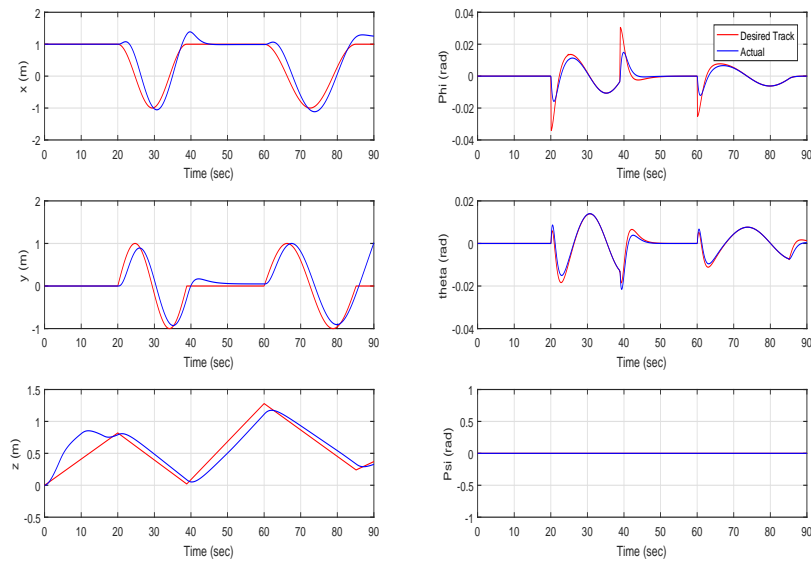 2
1
0
-1
-2
x (m)
0 10 20 30 40 50 60 70 80 90
Time (sec)
0.04
0.02
0
-0.02
-0.04
Phi (rad)
0 10 20 30 40 50 60 70 80 90
Time (sec)
Desired Track
Actual
2
1
0
-1
y (m)
0 10 20 30 40 50 60 70 80 90
Time (sec)
0.02
0
-0.02
-0.04
theta (rad)
0 10 20 30 40 50 60 70 80 90
Time (sec)
1.5
1
0.5
0
-0.5
z (m)
0 10 20 30 40 50 60 70 80 90
Time (sec)
1
0.5
0
-0.5
-1
Psi (rad)
0 10 20 30 40 50 60 70 80 90
Time (sec)